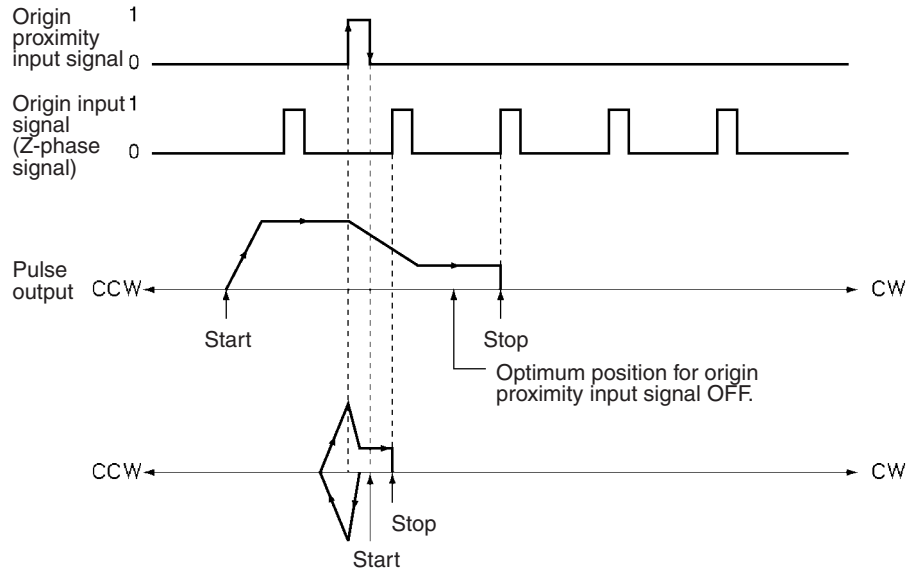 Origin
proximity
input signal
1
0
Origin input
signal
(Z-phase
signal)
1
0
Pulse
output
CCW
CW
Start
Stop
Optimum position for origin
proximity input signal OFF.
CCW
CW
Stop
Start